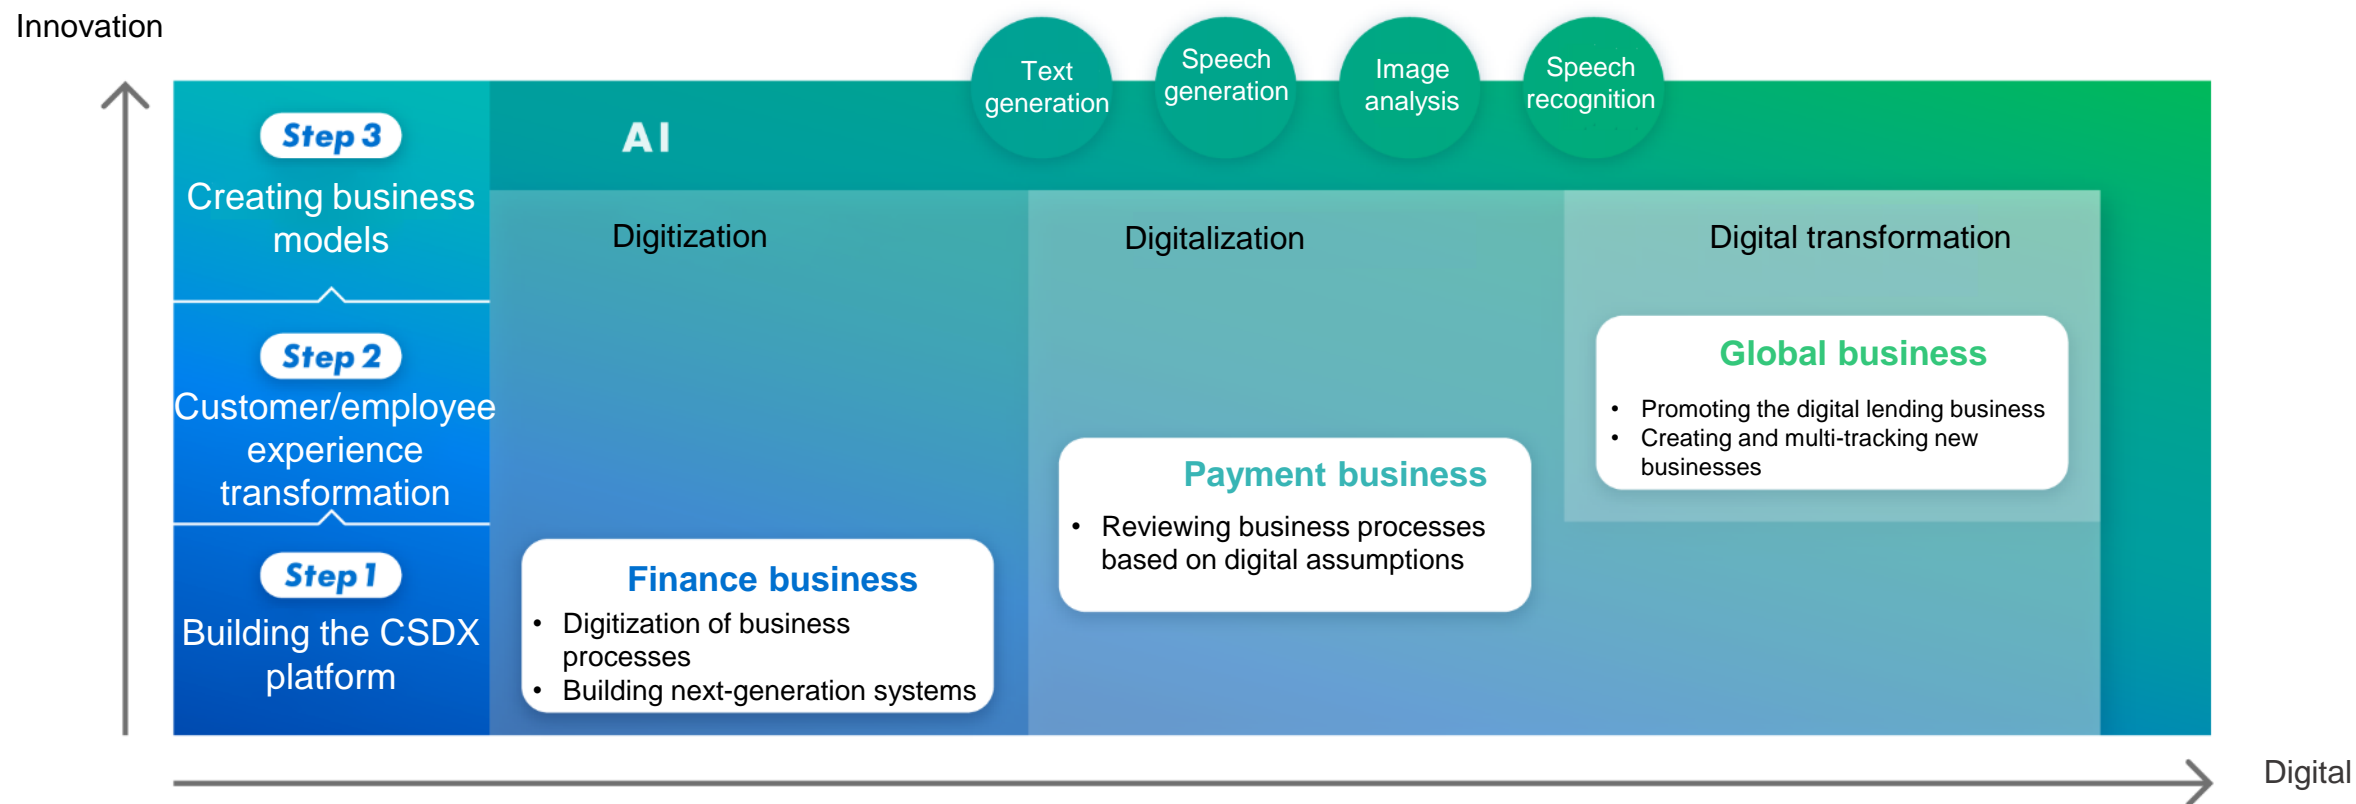 Innovation
Text
generation
Speech
generation
Image
analysis
Speech
recognition
Step 3
Creating business
models
AI
Digitization
Digitalization
Digital transformation
Step 2
Customer/employee
experience
transformation
Global business
• Promoting the digital lending business
• Creating and multi-tracking new
businesses
Payment business
• Reviewing business processes
based on digital assumptions
Step 1
Building the CSDX
platform
Finance business
• Digitization of business
processes
• Building next-generation systems
Digital